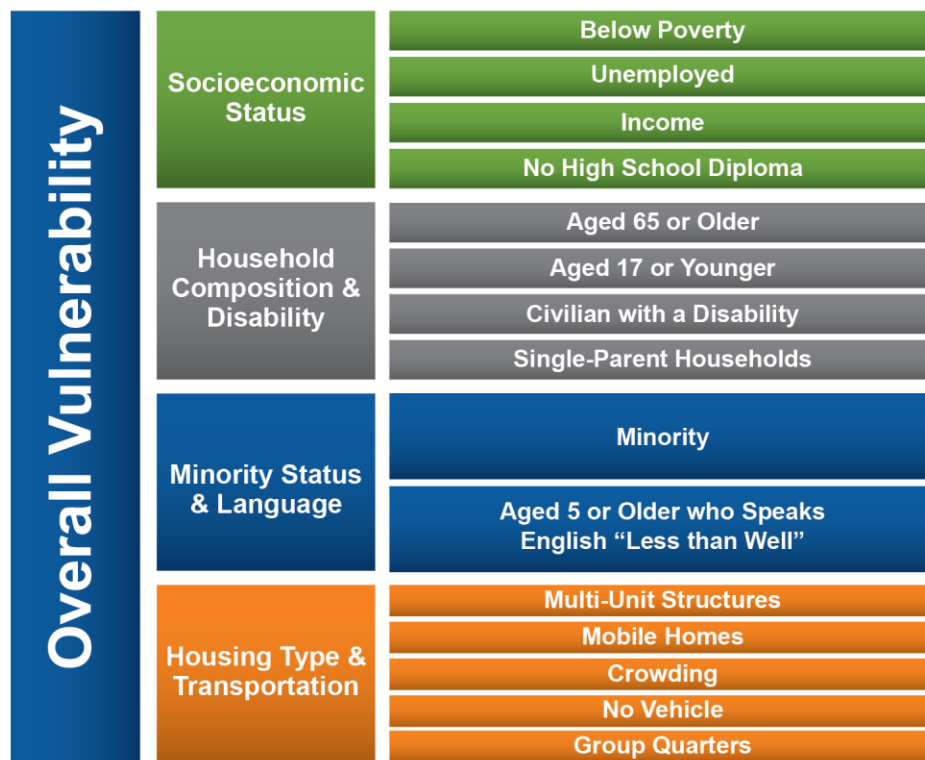 Overall Vulnerability
Socioeconomic
Status
Below Poverty
Unemployed
Income
No High School Diploma
Household
Composition &
Disability
Aged 65 or Older
Aged 17 or Younger
Civilian with a Disability
Single-Parent Households
Minority Status
& Language
Minority
Aged 5 or Older who Speaks
English “Less than Well”
Housing Type &
Transportation
Multi-Unit Structures
Mobile Homes
Crowding
No Vehicle
Group Quarters